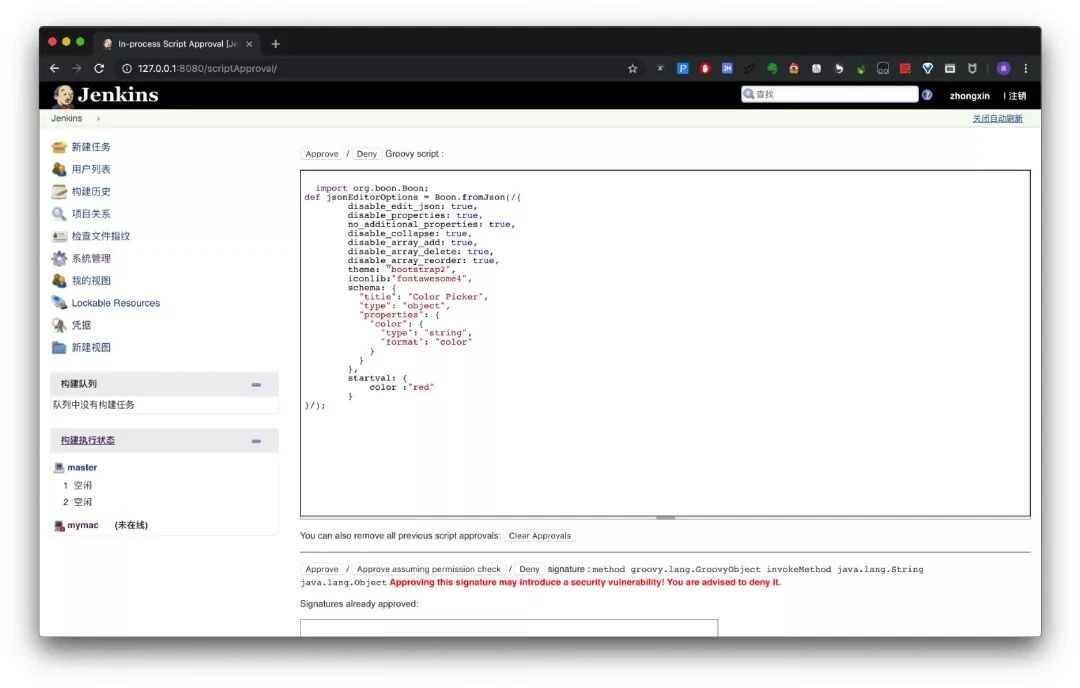 In-process Script Approval [Je
127.0.0.1:8080/scriptApproval/
Jenkins
查找
zhongxin
注销
Jenkins
关闭自动刷新
新建任务
用户列表
构建历史
项目关系
检查文件指纹
系统管理
我的视图
Lockable Resources
凭据
新建视图
构建队列
队列中没有构建任务
构建执行状态
master
1 空闲
2 空闲
mymac (未在线)
Approve / Deny Groovy script :
import org.boon.Boon;
def jsonEditorOptions = Boon.fromJson(/{
disable_edit_json: true,
disable_properties: true,
no_additional_properties: true,
disable_collapse: true,
disable_array_add: true,
disable_array_delete: true,
disable_array_reorder: true,
theme: "bootstrap2",
iconlib:"fontawesome4",
schema: {
"title": "Color Picker",
"type": "object",
"properties": {
"color": {
"type": "string",
"format": "color"
}
}
},
startval: {
color :"red"
}
}/);
You can also remove all previous script approvals: Clear Approvals
Approve / Approve assuming permission check / Deny signature : method groovy.lang.GroovyObject invokeMethod java.lang.String
java.lang.Object Approving this signature may introduce a security vulnerability! You are advised to deny it.
Signatures already approved: